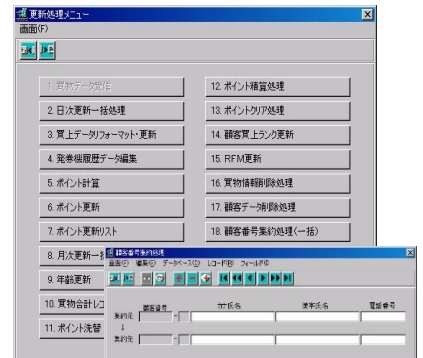 更新処理メニュー
画面(F)
1. 買物データ受信
2. 日次更新一括処理
3. 買上データリフォーマット・更新
4. 発券機履歴データ編集
5. ポイント計算
6. ポイント更新
7. ポイント更新リスト
8. 月次更新一括
9. 年齢更新
10. 買物合計レコ
11. ポイント洗替
12. ポイント精算処理
13. ポイントクリア処理
14. 顧客買上ランク更新
15. RFM更新
16. 買物情報削除処理
17. 顧客データ削除処理
18. 顧客番号集約処理(一括)
顧客番号集約処理
画面(F) 編集(E) データベース(D) レコード(R) フィールド(I)
顧客番号 カナ氏名 漢字氏名 電話番号
集約元 -
↓
集約先 -